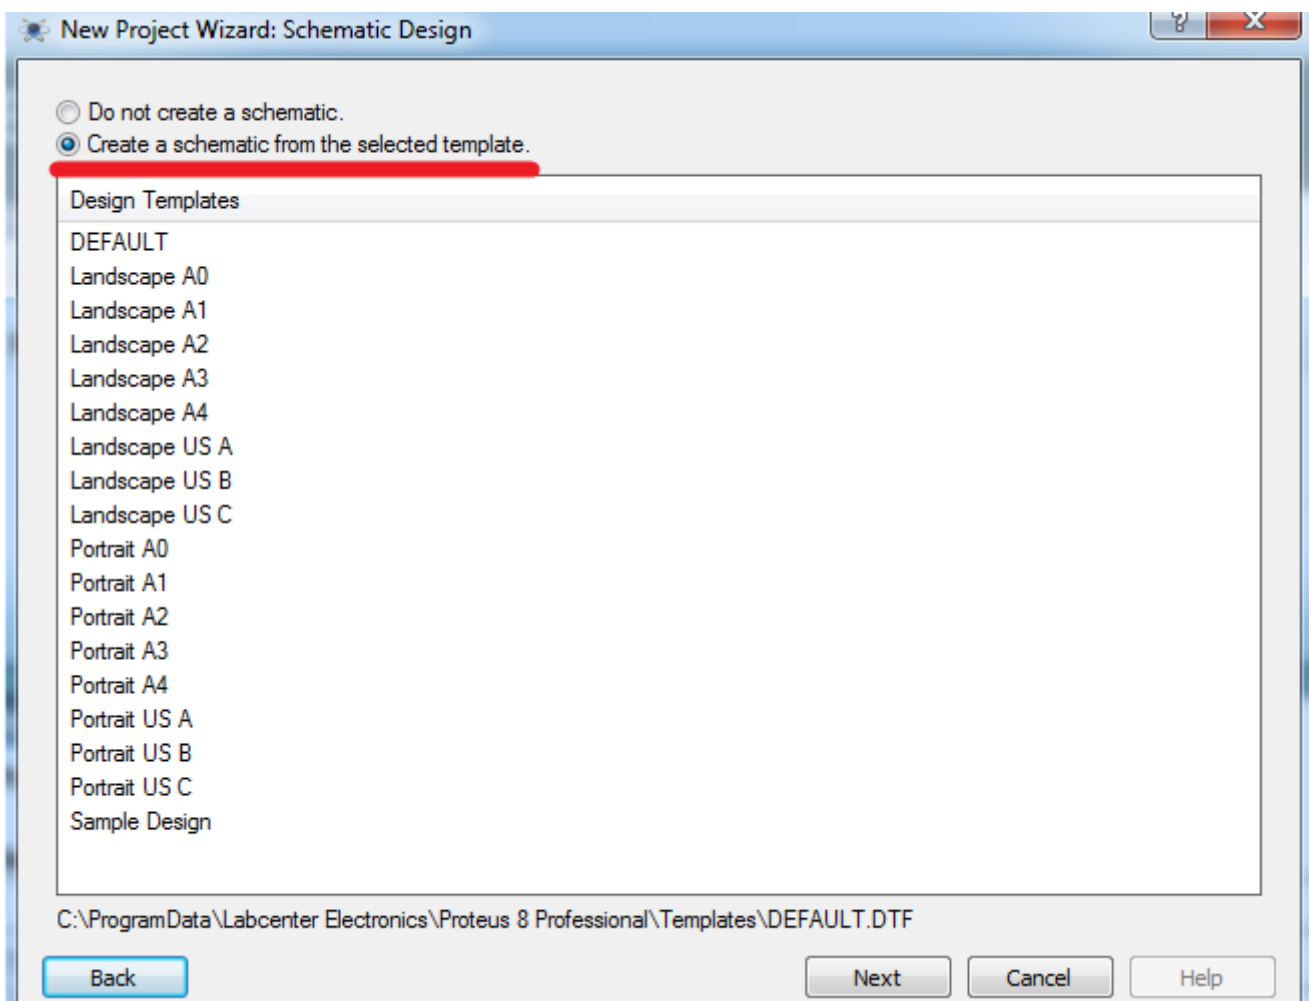 New Project Wizard: Schematic Design
?
X
Do not create a schematic.
Create a schematic from the selected template.
Design Templates
DEFAULT
Landscape A0
Landscape A1
Landscape A2
Landscape A3
Landscape A4
Landscape US A
Landscape US B
Landscape US C
Portrait A0
Portrait A1
Portrait A2
Portrait A3
Portrait A4
Portrait US A
Portrait US B
Portrait US C
Sample Design
C:\ProgramData\Labcenter Electronics\Proteus 8 Professional\Templates\DEFAULT.DTF
Back Next Cancel Help